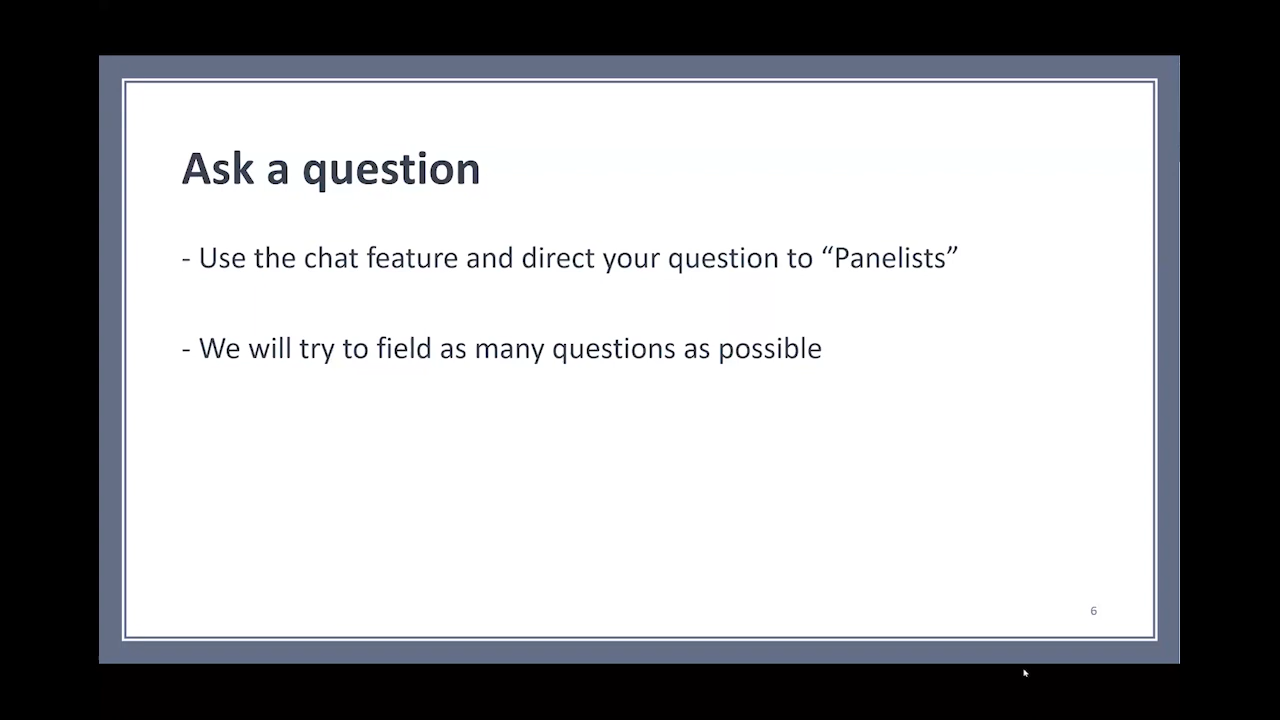 Ask a question
- Use the chat feature and direct your question to “Panelists”
- We will try to field as many questions as possible
6